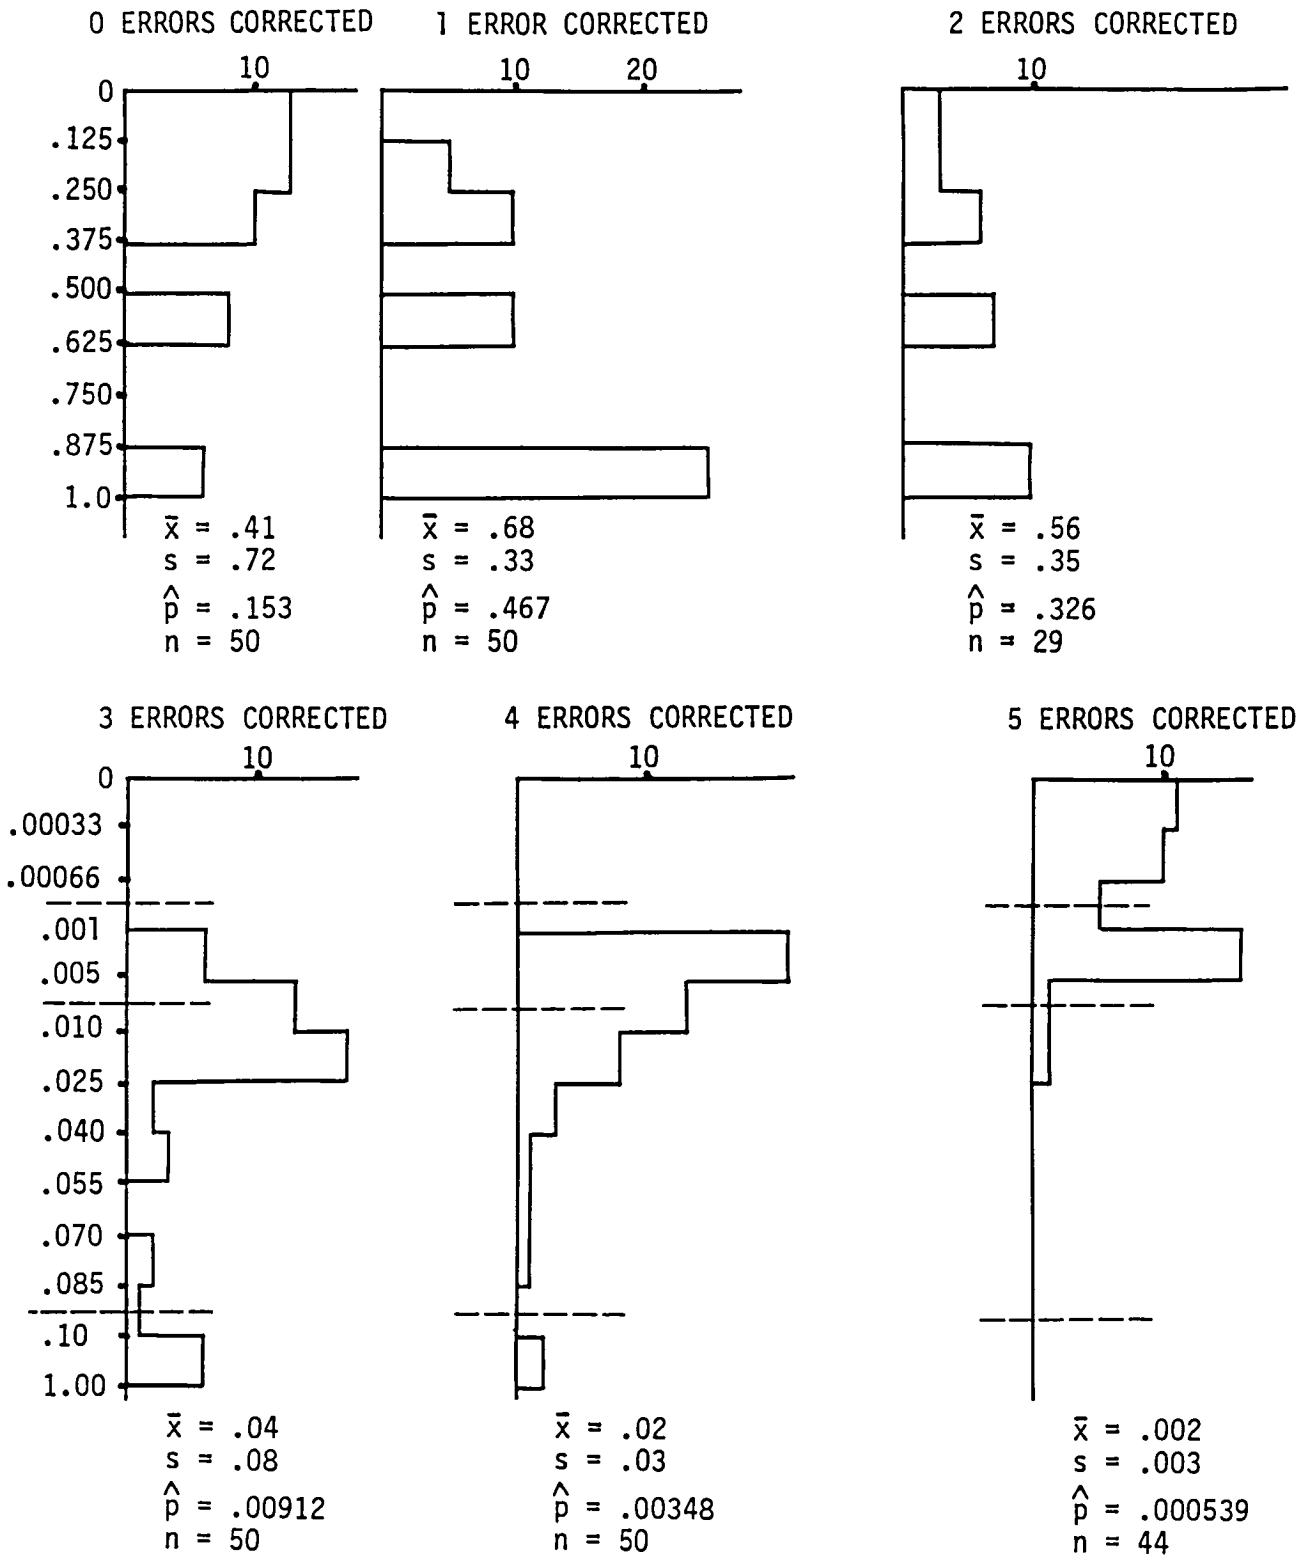 0 ERRORS CORRECTED 1 ERROR CORRECTED 2 ERRORS CORRECTED
10 10 20 10
0
.125
.250
.375
.500
.625
.750
.875
1.0
x̄ = .41
s = .72
p̂ = .153
n = 50
x̄ = .68
s = .33
p̂ = .467
n = 50
x̄ = .56
s = .35
p̂ = .326
n = 29
3 ERRORS CORRECTED 4 ERRORS CORRECTED 5 ERRORS CORRECTED
10 10 10
0
.00033
.00066
.001
.005
.010
.025
.040
.055
.070
.085
.10
1.00
x̄ = .04
s = .08
p̂ = .00912
n = 50
x̄ = .02
s = .03
p̂ = .00348
n = 50
x̄ = .002
s = .003
p̂ = .000539
n = 44